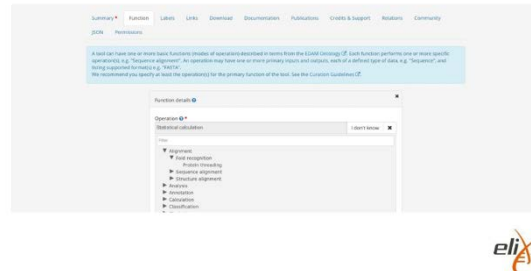 Summary* Function Labels Links Download Documentation Publications Credits & Support Relations Community
JSON Permissions
A tool can have one or more basic functions (modes of operation) described in terms from the EDAM Ontology. Each function performs one or more specific
operation(s), e.g. "Sequence alignment". An operation may have one or more primary inputs and outputs, each of a defined type of data, e.g. "Sequence", and
listing supported format(s) e.g. "FASTA".
We recommend you specify at least the operation(s) for the primary function of the tool. See the Curation Guidelines.
Function details
Operation *
Statistical calculation I don't know
Filter
Alignment
Fold recognition
Protein threading
Sequence alignment
Structure alignment
Analysis
Annotation
Calculation
Classification
eli